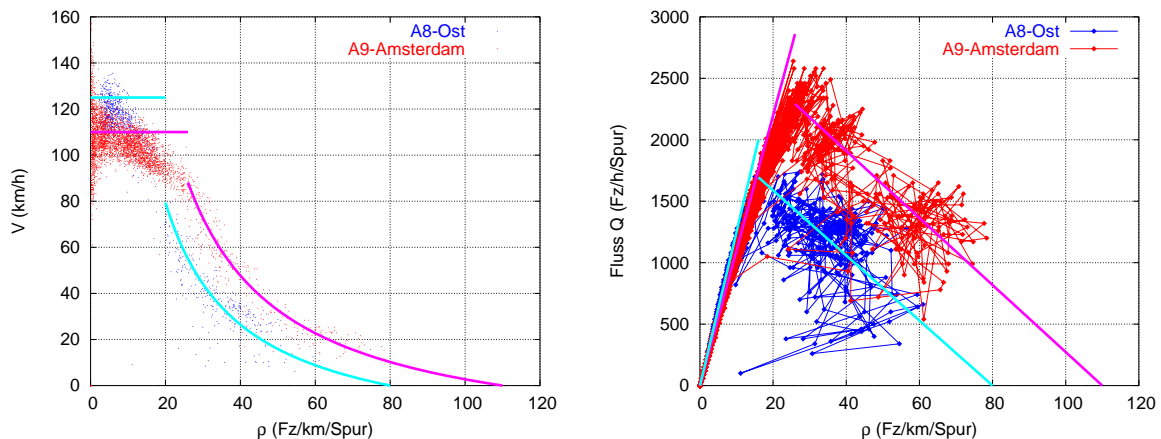 160
140
120
100
80
60
40
20
0
V (km/h)
0 20 40 60 80 100 120
ρ (Fz/km/Spur)
A8-Ost
A9-Amsterdam
3000
2500
2000
1500
1000
500
0
Fluss Q (Fz/h/Spur)
0 20 40 60 80 100 120
ρ (Fz/km/Spur)
A8-Ost
A9-Amsterdam